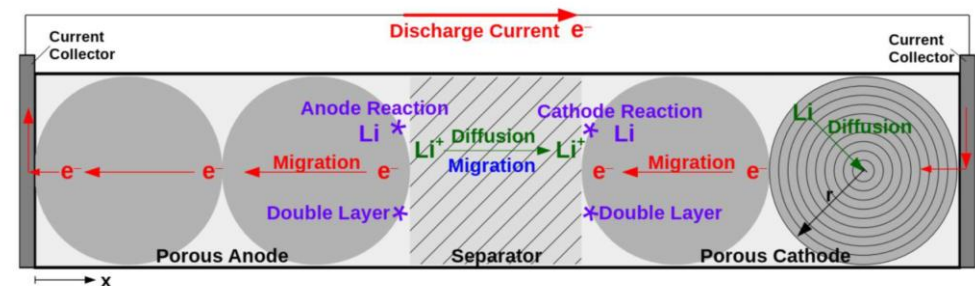 Discharge Current e⁻
Current
Collector
Current
Collector
Anode Reaction
Li
Cathode Reaction
Li
Li
Diffusion
Li⁺ Diffusion Li⁺
Migration
e⁻ e⁻ Migration e⁻
e⁻ Migration e⁻
r
Double Layer
Double Layer
Porous Anode
Separator
Porous Cathode
x